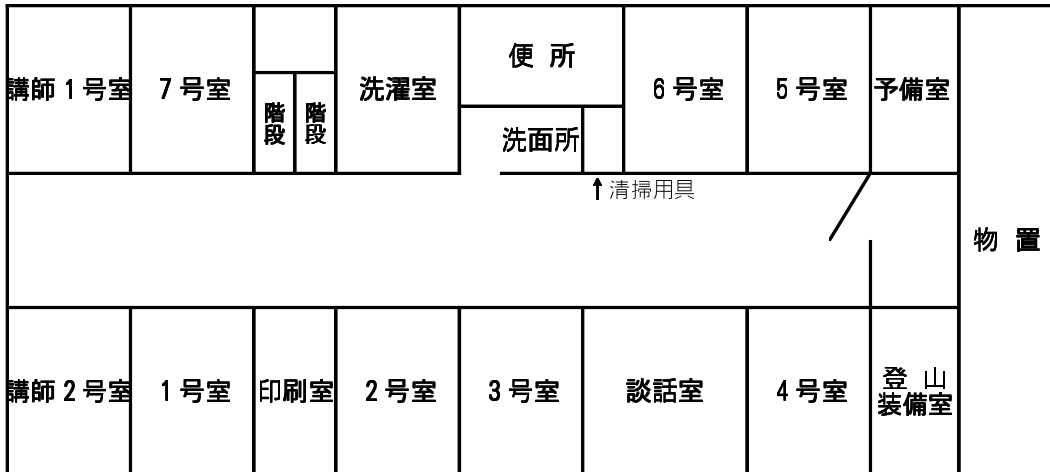 講師１号室
７号室
階段
階段
洗濯室
便 所
洗面所
６号室
５号室
予備室
↑清掃用具
物 置
講師２号室
１号室
印刷室
２号室
３号室
談話室
４号室
登 山
装備室